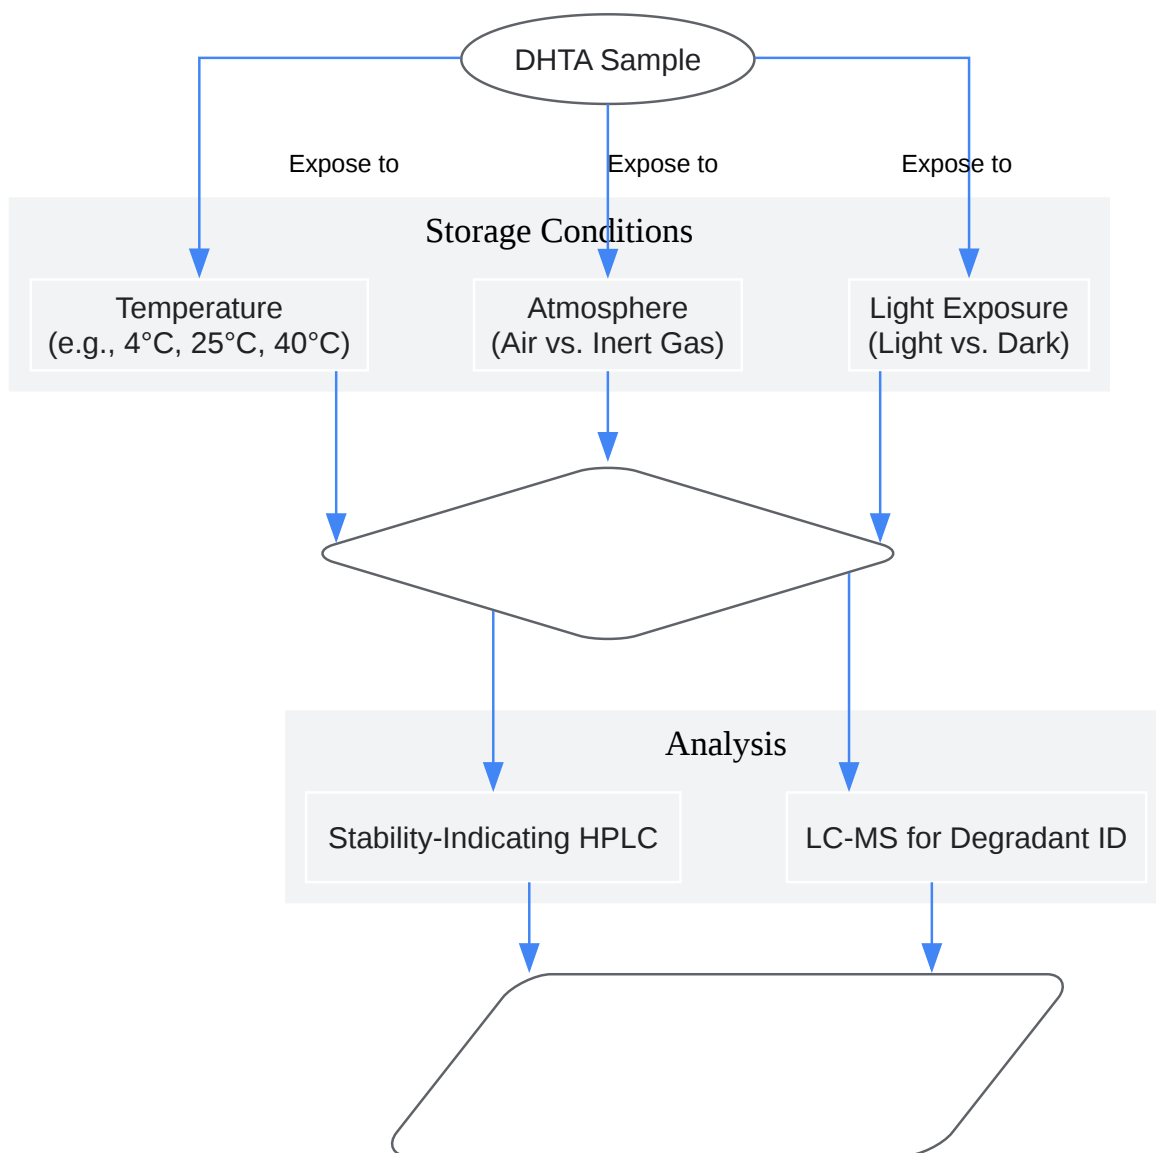 DHTA Sample
Expose to
Expose to
Expose to
Storage Conditions
Temperature
(e.g., 4°C, 25°C, 40°C)
Atmosphere
(Air vs. Inert Gas)
Light Exposure
(Light vs. Dark)
Analysis
Stability-Indicating HPLC
LC-MS for Degradant ID